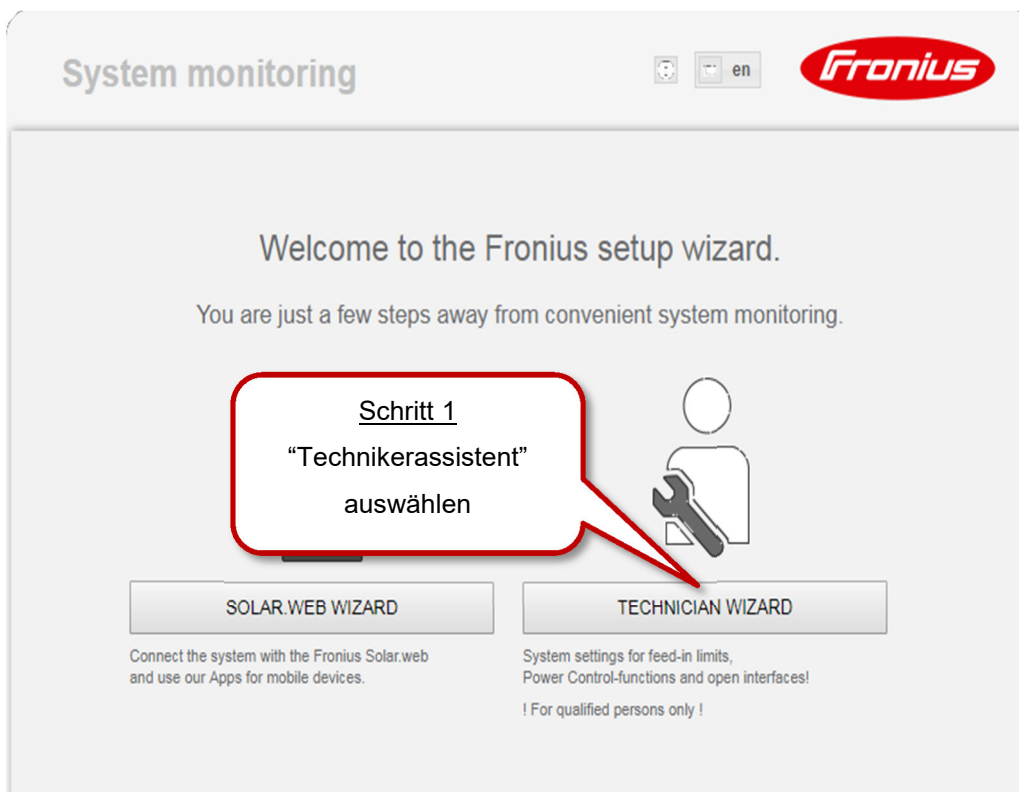 System monitoring
en
Fronius
Welcome to the Fronius setup wizard.
You are just a few steps away from convenient system monitoring.
Schritt 1
“Technikerassistent”
auswählen
SOLAR.WEB WIZARD
Connect the system with the Fronius Solar.web
and use our Apps for mobile devices.
TECHNICIAN WIZARD
System settings for feed-in limits,
Power Control-functions and open interfaces!
! For qualified persons only !